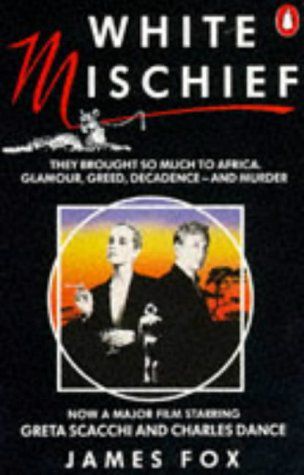 WHITE
MISCHIEF
THEY BROUGHT SO MUCH TO AFRICA.
GLAMOUR, GREED, DECADENCE – AND MURDER
NOW A MAJOR FILM STARRING
GRETA SCACCHI AND CHARLES DANCE
JAMES FOX